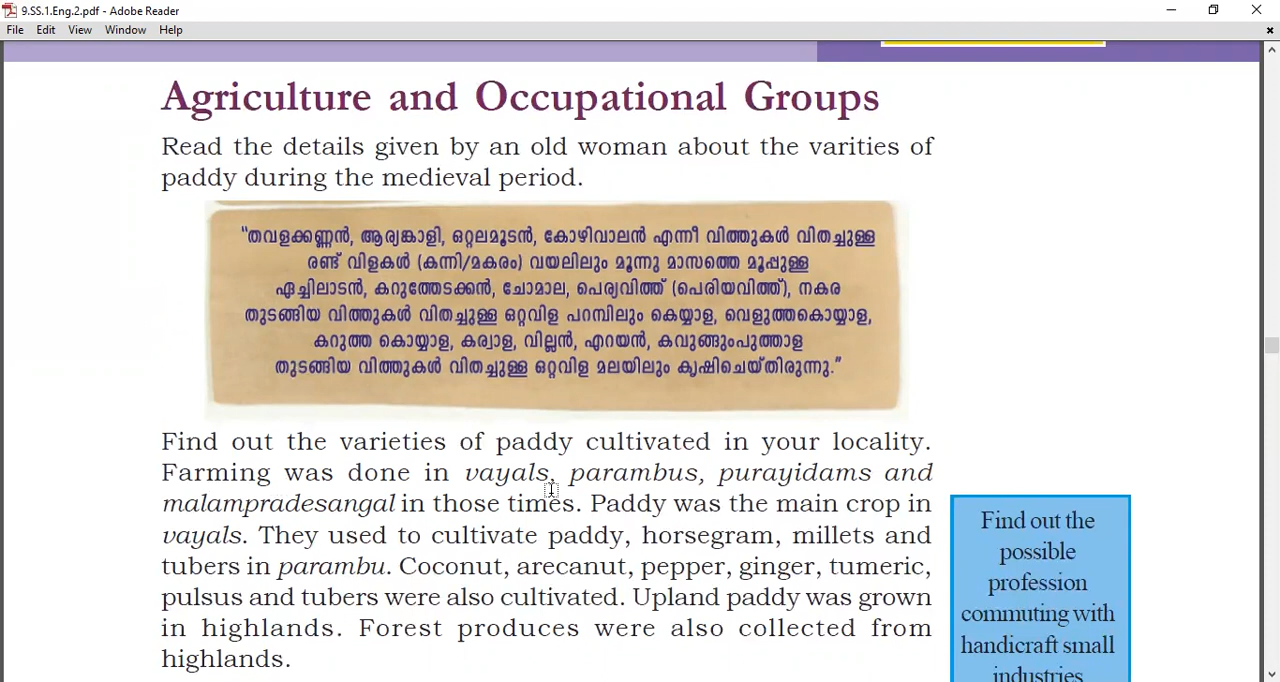 9.SS.1.Eng.2.pdf - Adobe Reader
File Edit View Window Help
Agriculture and Occupational Groups
Read the details given by an old woman about the varities of
paddy during the medieval period.
"തവളക്കണ്ണൻ, ആര്യങ്കാളി, ഒറ്റലമൂടൻ, കോഴിവാലൻ എന്നീ വിത്തുകൾ വിതച്ചുള്ള
രണ്ട് വിളകൾ (കന്നി/മകരം) വയലിലും മൂന്നു മാസത്തെ മൂപ്പുള്ള
ഏച്ചിലാടൻ, കറുത്തേടക്കൻ, ചോമാല, പെര്യവിത്ത് (പെരിയവിത്ത്), നകര
തുടങ്ങിയ വിത്തുകൾ വിതച്ചുള്ള ഒറ്റവിള പറമ്പിലും കെയ്യാള, വെളുത്തകൊയ്യാള,
കറുത്ത കൊയ്യാള, കര്വാള, വില്ലൻ, എറയൻ, കവുങ്ങുംപൂത്താള
തുടങ്ങിയ വിത്തുകൾ വിതച്ചുള്ള ഒറ്റവിള മലയിലും കൃഷിചെയ്തിരുന്നു."
Find out the varieties of paddy cultivated in your locality.
Farming was done in vayals, parambus, purayidams and
malampradesangal in those times. Paddy was the main crop in
vayals. They used to cultivate paddy, horsegram, millets and
tubers in parambu. Coconut, arecanut, pepper, ginger, tumeric,
pulsus and tubers were also cultivated. Upland paddy was grown
in highlands. Forest produces were also collected from
highlands.
Find out the
possible
profession
commuting with
handicraft small
industries